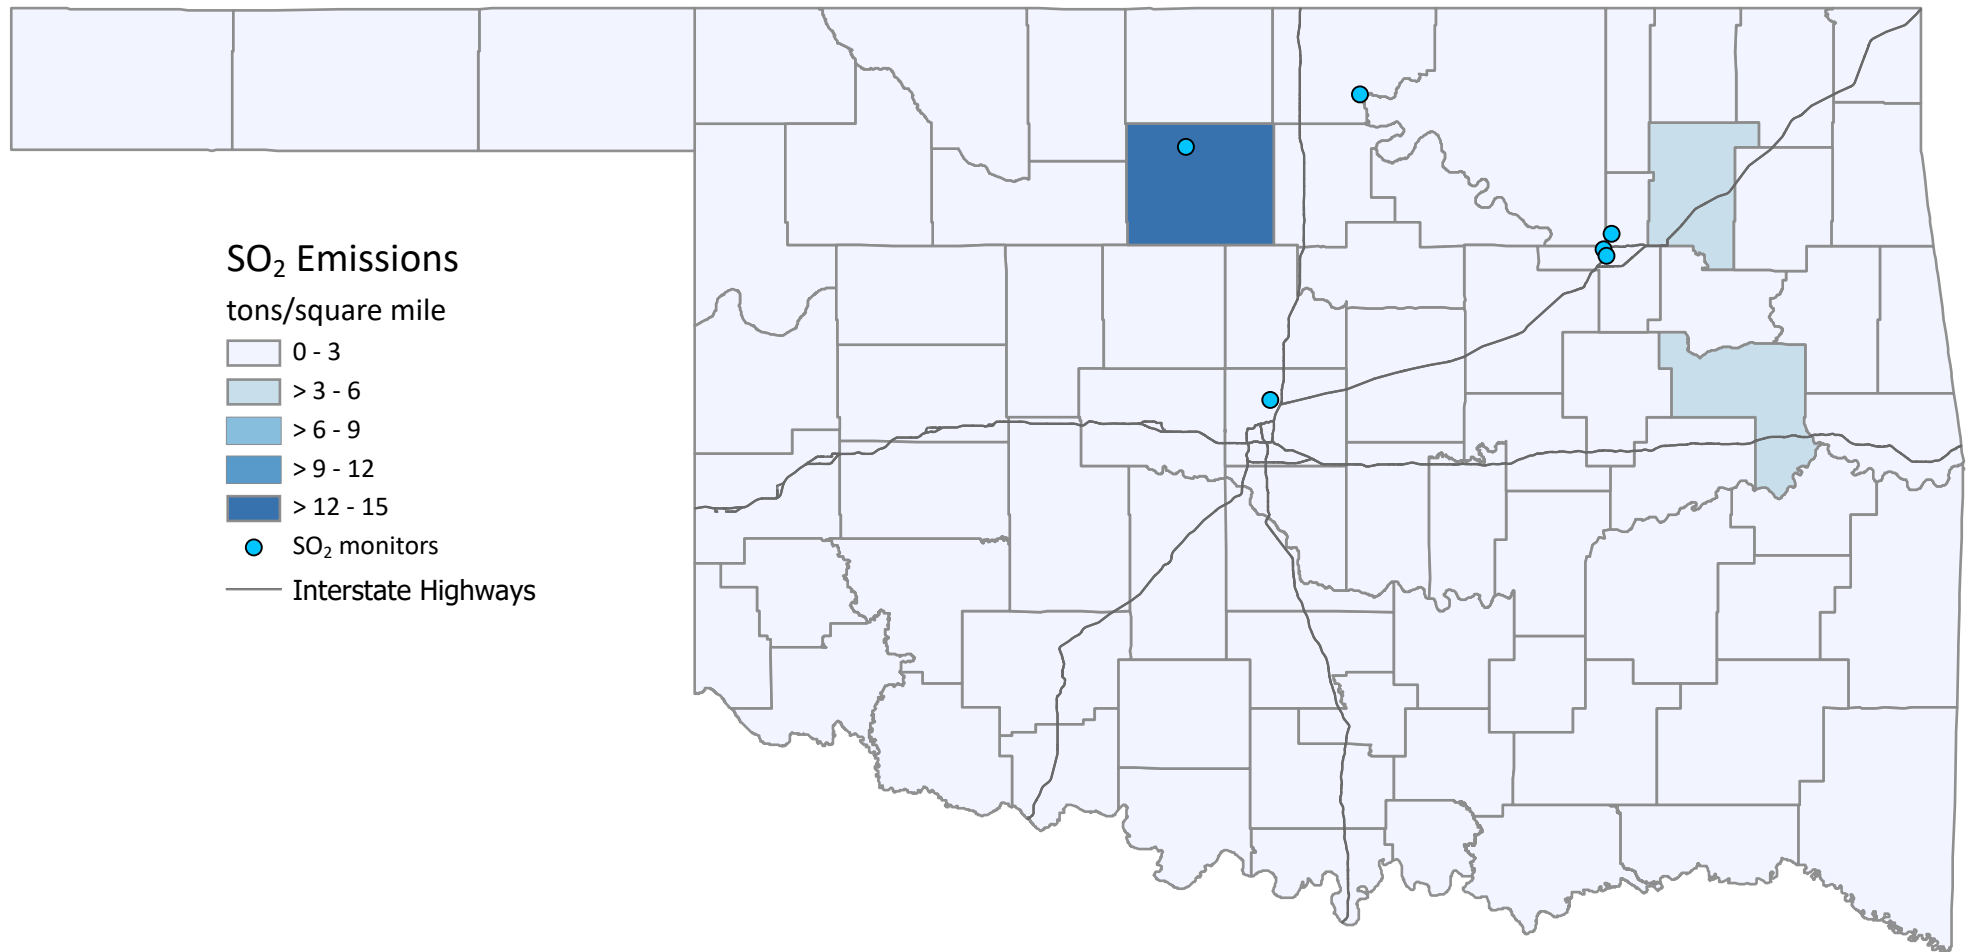 SO₂ Emissions
tons/square mile
0 - 3
> 3 - 6
> 6 - 9
> 9 - 12
> 12 - 15
SO₂ monitors
Interstate Highways